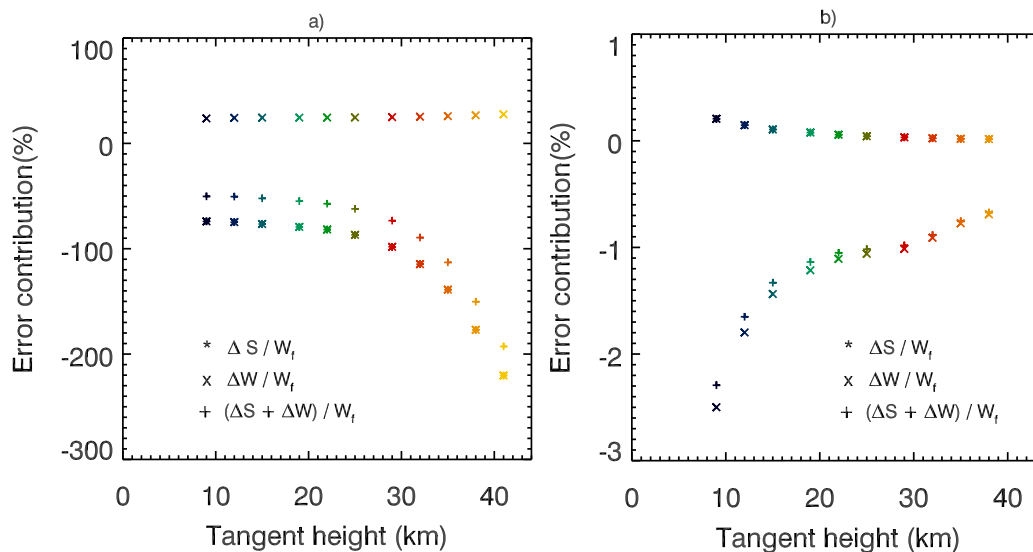 a)
100
0
-100
-200
-300
Error contribution(%)
* Δ S / Wf
× ΔW / Wf
+ (ΔS + ΔW) / Wf
0 10 20 30 40
Tangent height (km)
b)
1
0
-1
-2
-3
Error contribution(%)
* ΔS / Wf
× ΔW / Wf
+ (ΔS + ΔW) / Wf
0 10 20 30 40
Tangent height (km)